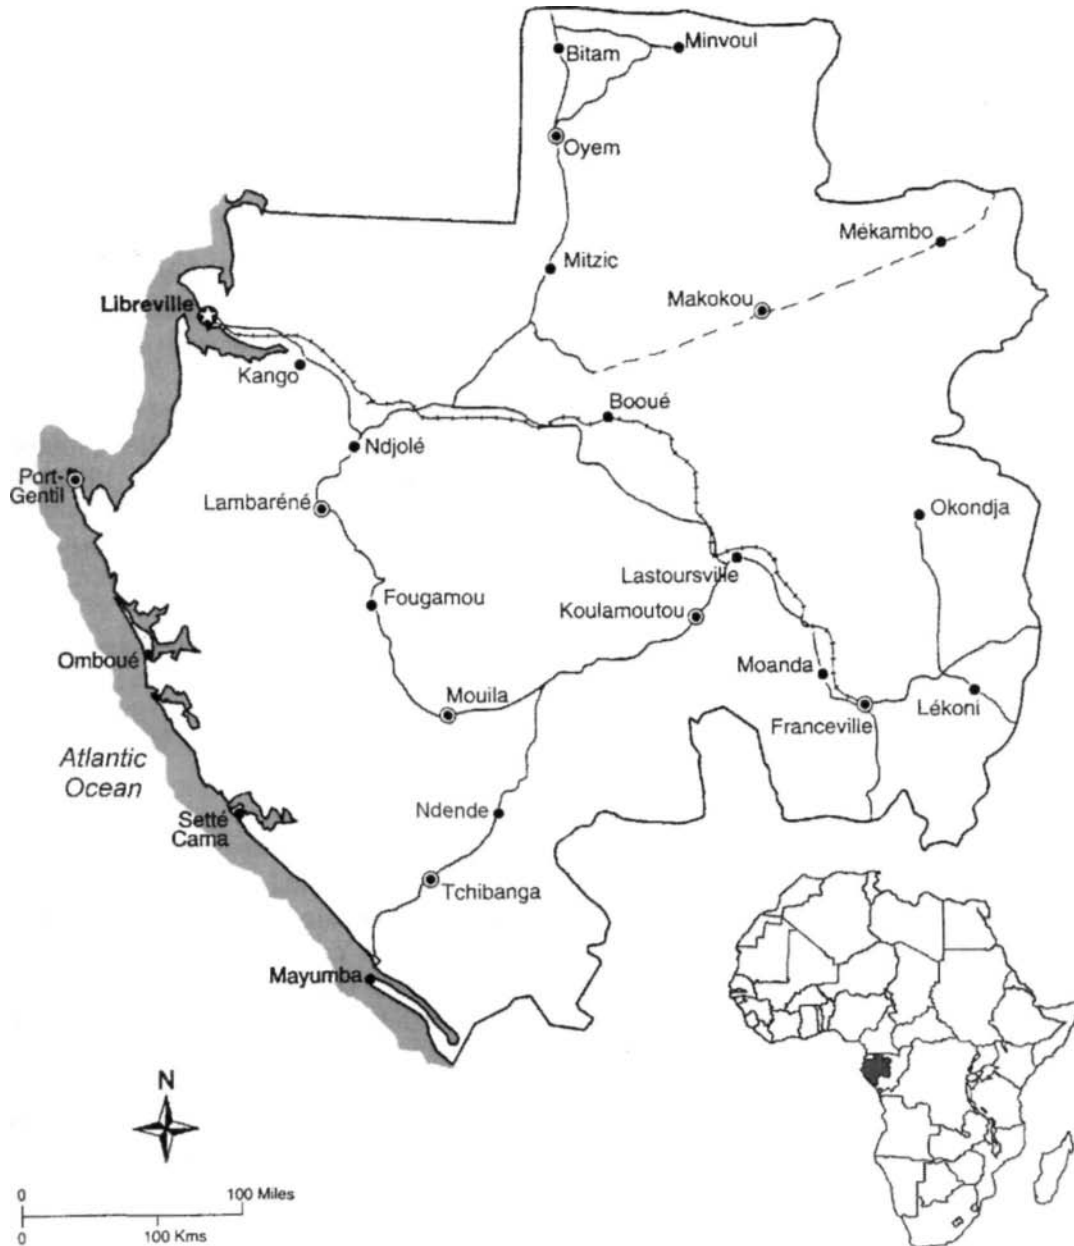 Bitam
Minvoul
Oyem
Mékambo
Mitzic
Makokou
Libreville
Kango
Booué
Ndjolé
Port-
Gentil
Lambaréné
Okondja
Lastoursville
Fougamou
Koulamoutou
Omboué
Moanda
Mouila
Lékoni
Franceville
Atlantic
Ocean
Ndende
Setté
Cama
Tchibanga
Mayumba
N
0
100 Miles
0
100 Kms